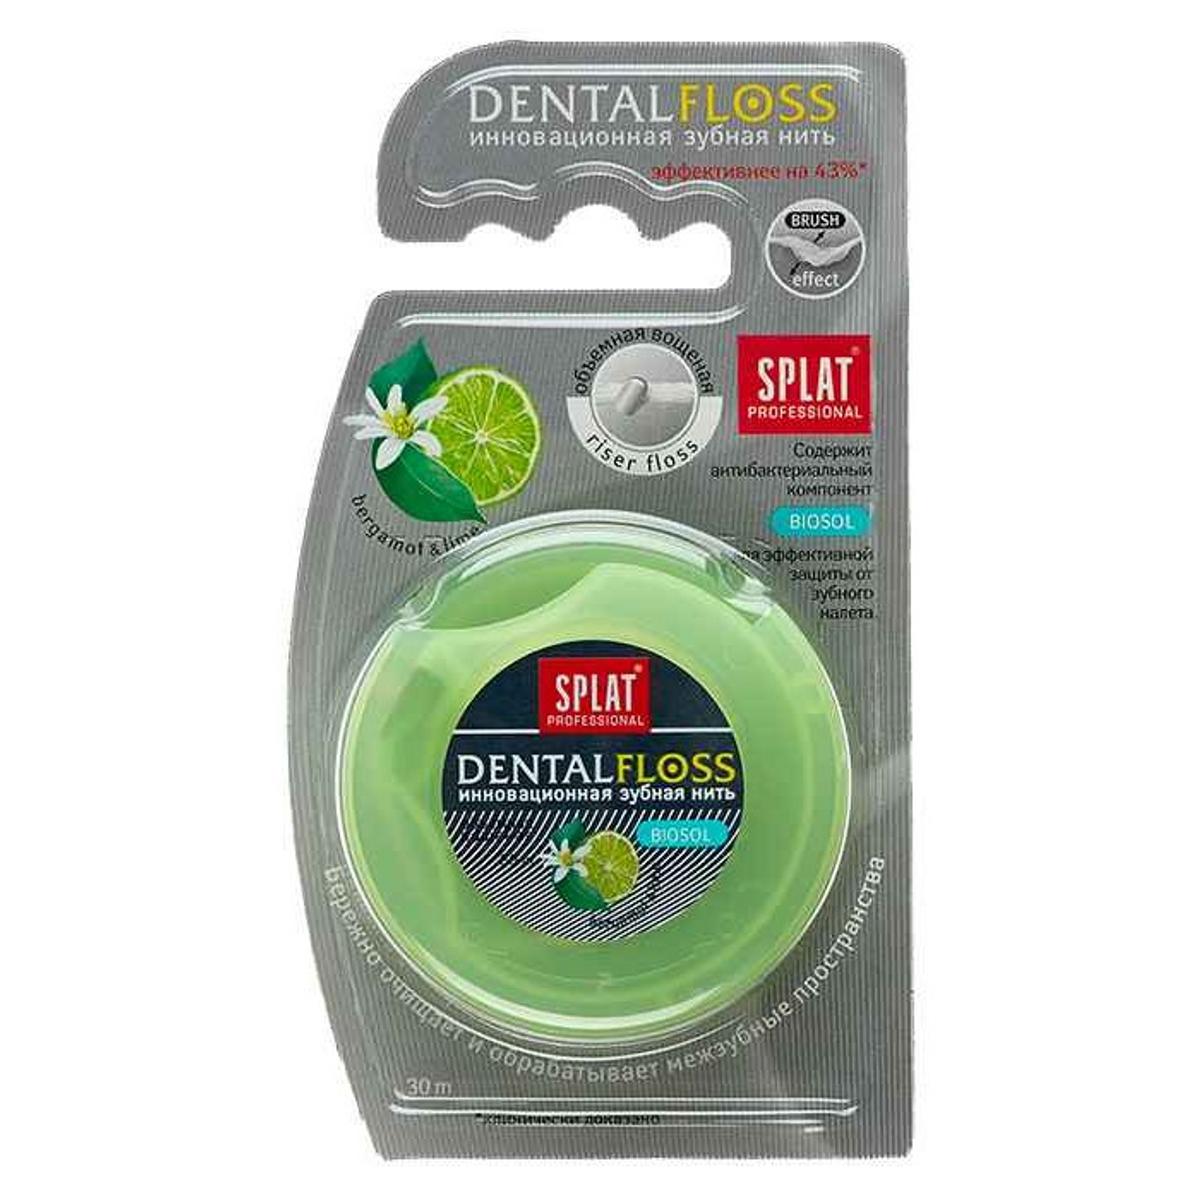 DENTALFLOSS
инновационная зубная нить
эффективнее на 43%*
BRUSH
effect
объемная вощеная
riser floss
SPLAT®
PROFESSIONAL
bergamot & lime
Содержит
антибактериальный
компонент
BIOSOL
эффективной
защиты от
зубного
налета
SPLAT®
PROFESSIONAL
DENTALFLOSS
инновационная зубная нить
BIOSOL
Бережно очищает и обрабатывает межзубные пространства
30 m
*клинически доказано